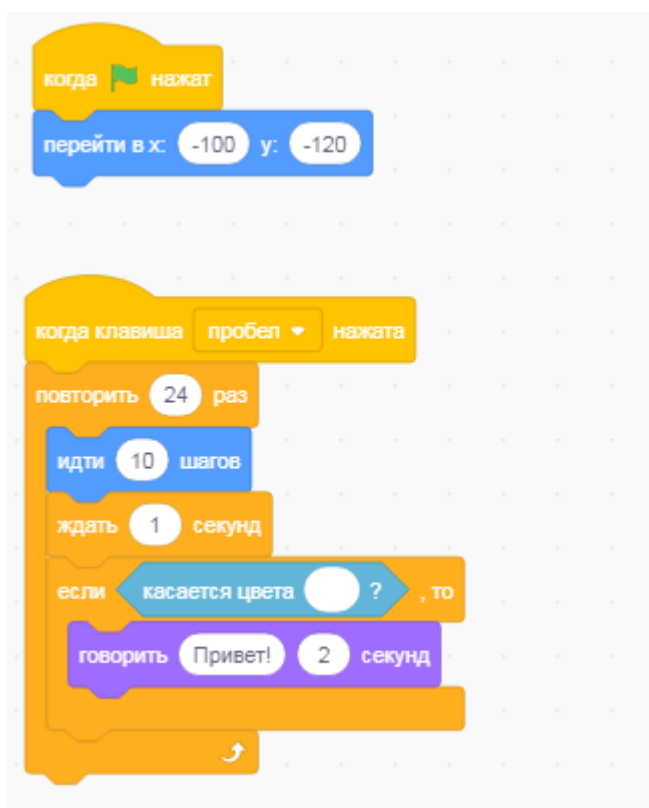 когда нажат
перейти в x: -100 y: -120
когда клавиша пробел нажата
повторить 24 раз
идти 10 шагов
ждать 1 секунд
если касается цвета ? , то
говорить Привет! 2 секунд